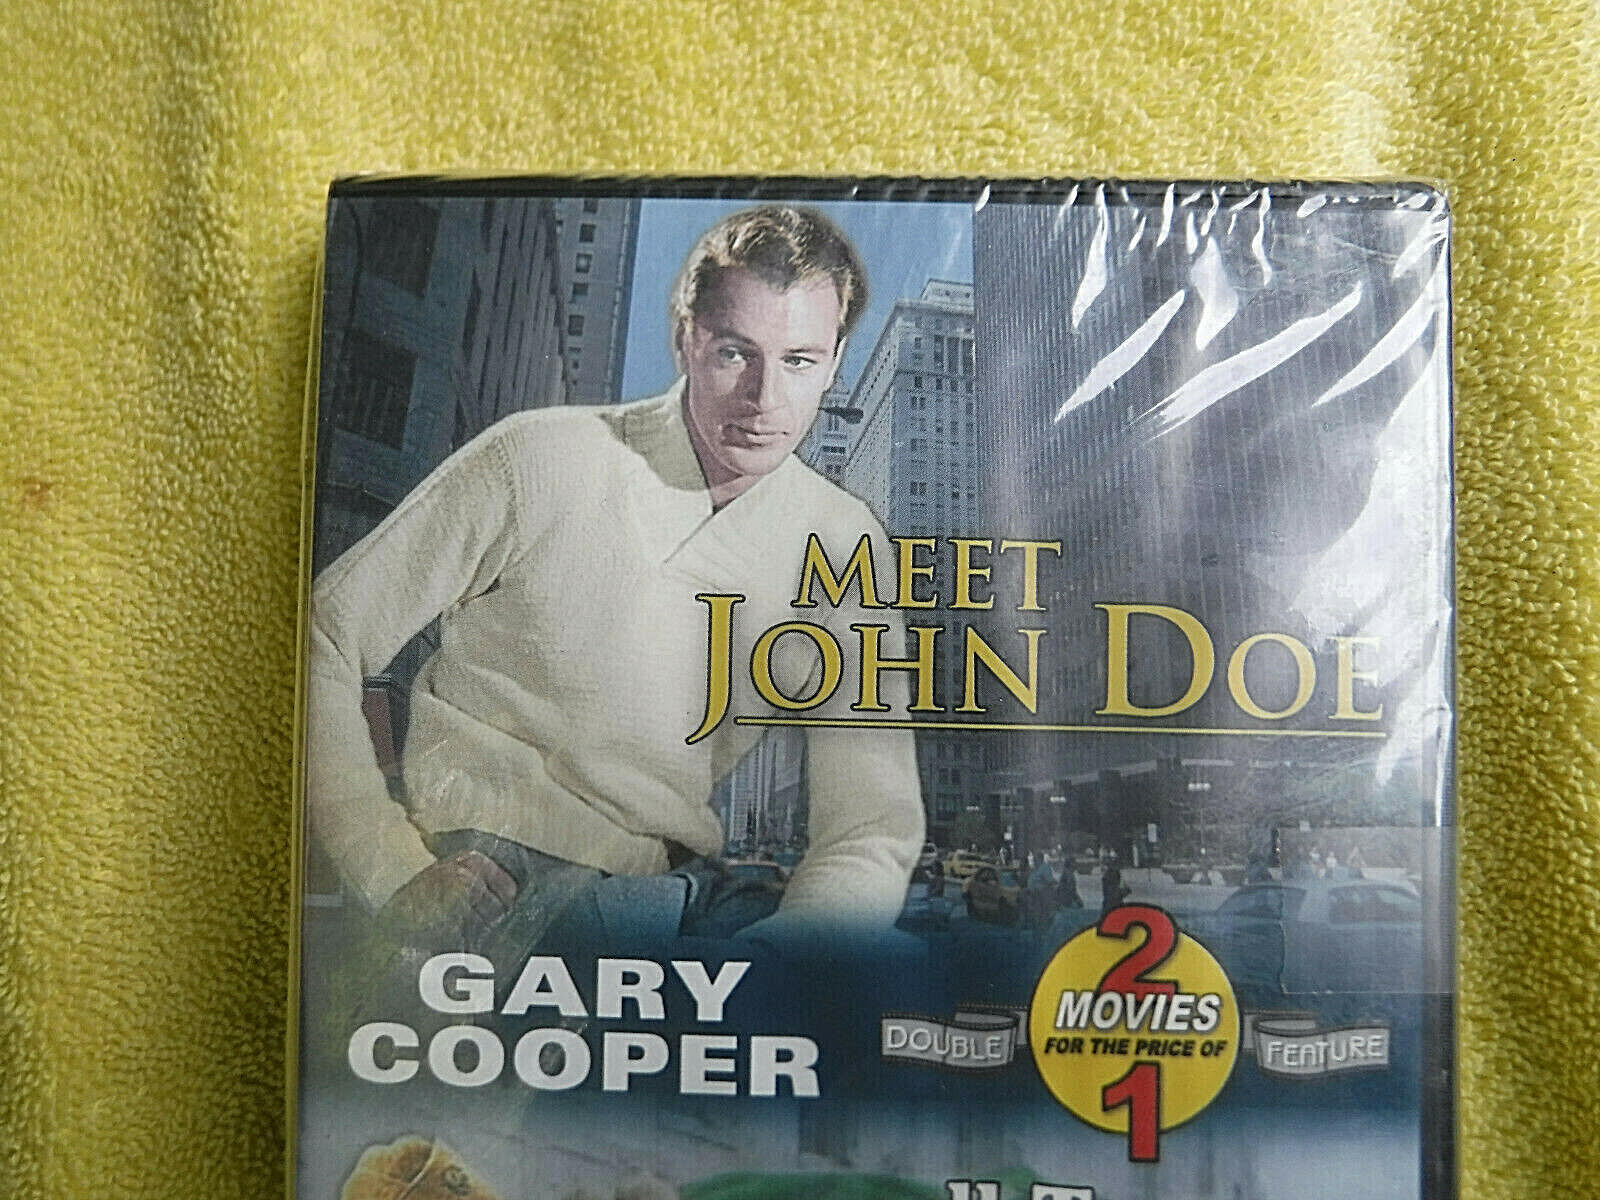 MEET
JOHN DOE
GARY
COOPER
2
MOVIES
FOR THE PRICE OF
1
DOUBLE
FEATURE